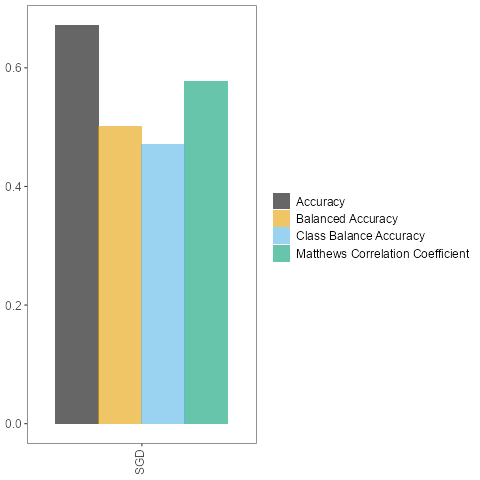 0.6
0.4
0.2
0.0
SGD
Accuracy
Balanced Accuracy
Class Balance Accuracy
Matthews Correlation Coefficient